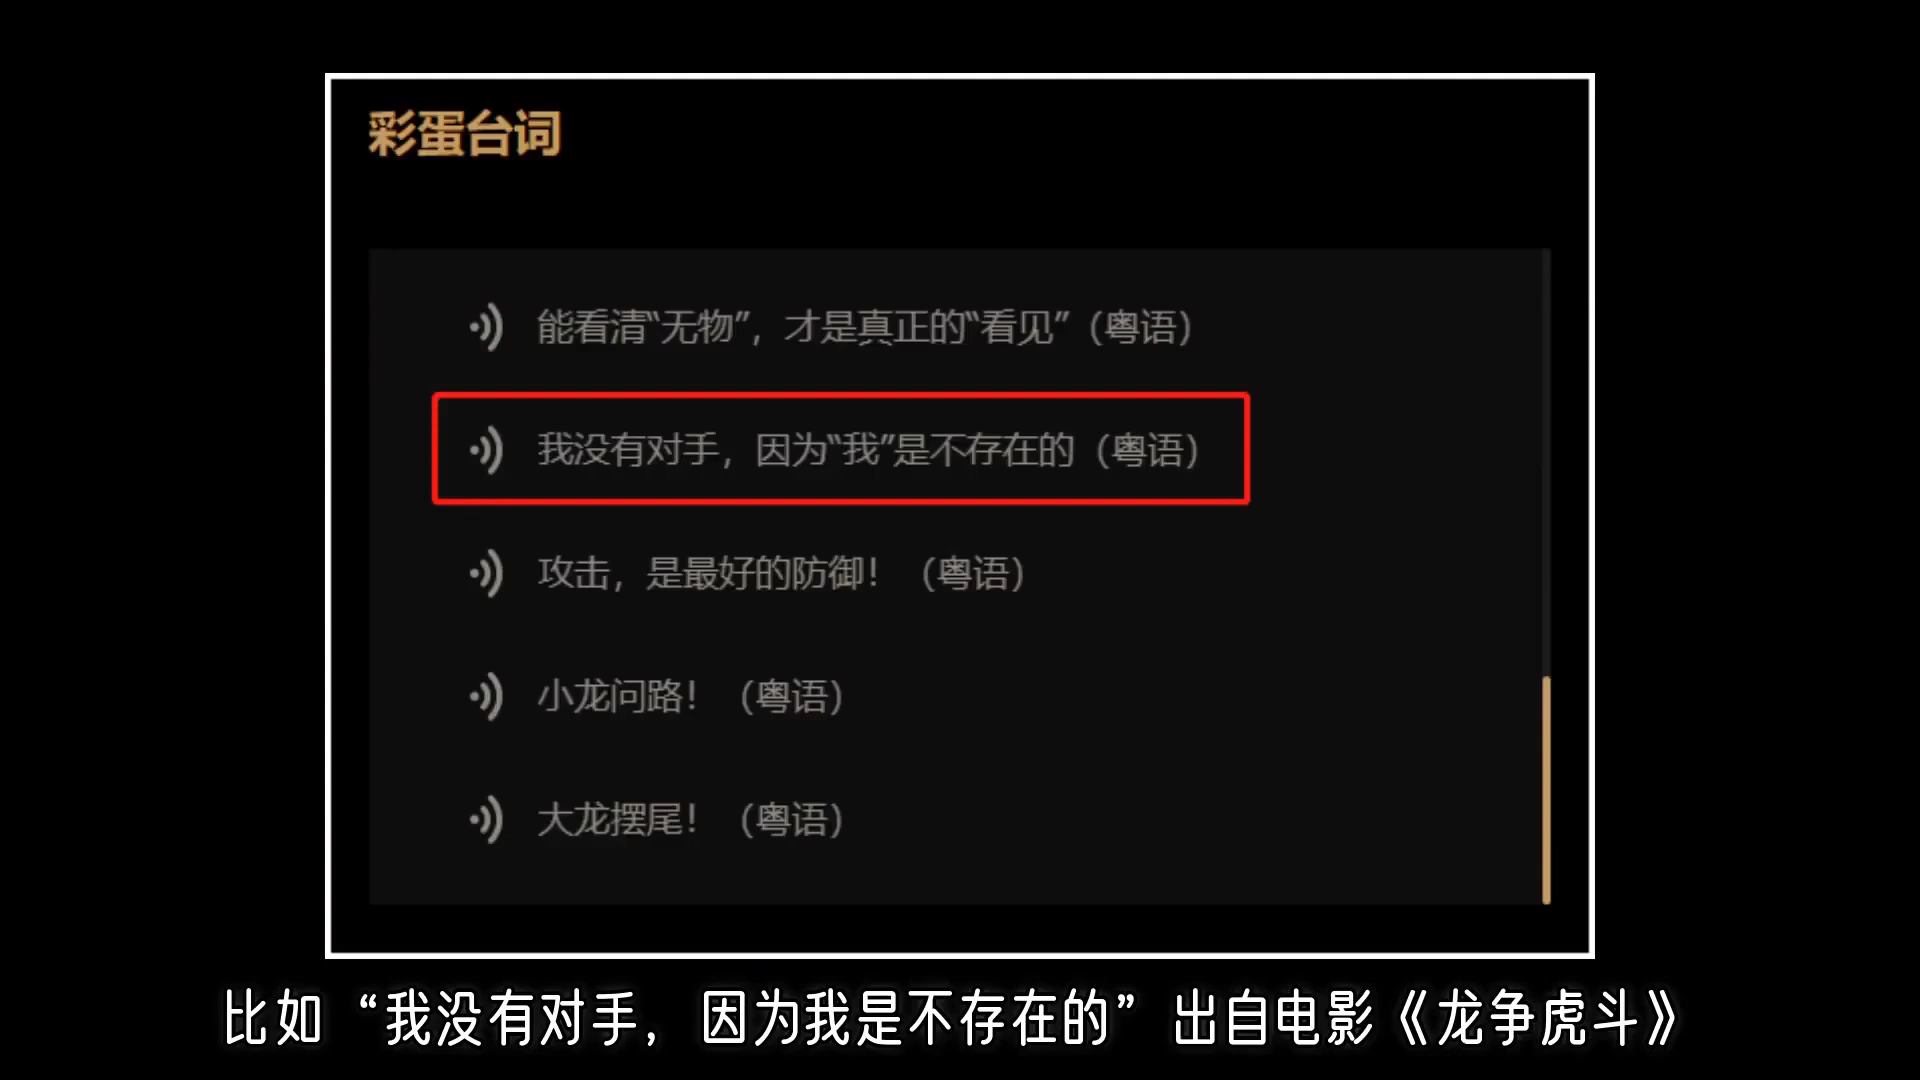 彩蛋台词
能看清“无物”，才是真正的“看见”（粤语）
我没有对手，因为“我”是不存在的（粤语）
攻击，是最好的防御！（粤语）
小龙问路！（粤语）
大龙摆尾！（粤语）
比如“我没有对手，因为我是不存在的”出自电影《龙争虎斗》